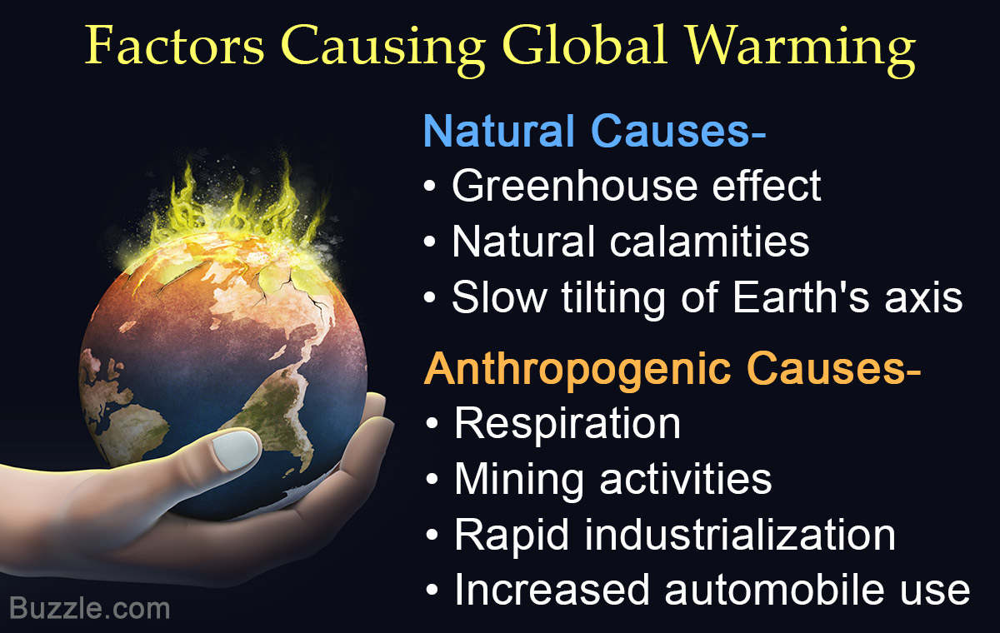 Factors Causing Global Warming
Natural Causes-
• Greenhouse effect
• Natural calamities
• Slow tilting of Earth's axis
Anthropogenic Causes-
• Respiration
• Mining activities
• Rapid industrialization
• Increased automobile use
Buzzle.com